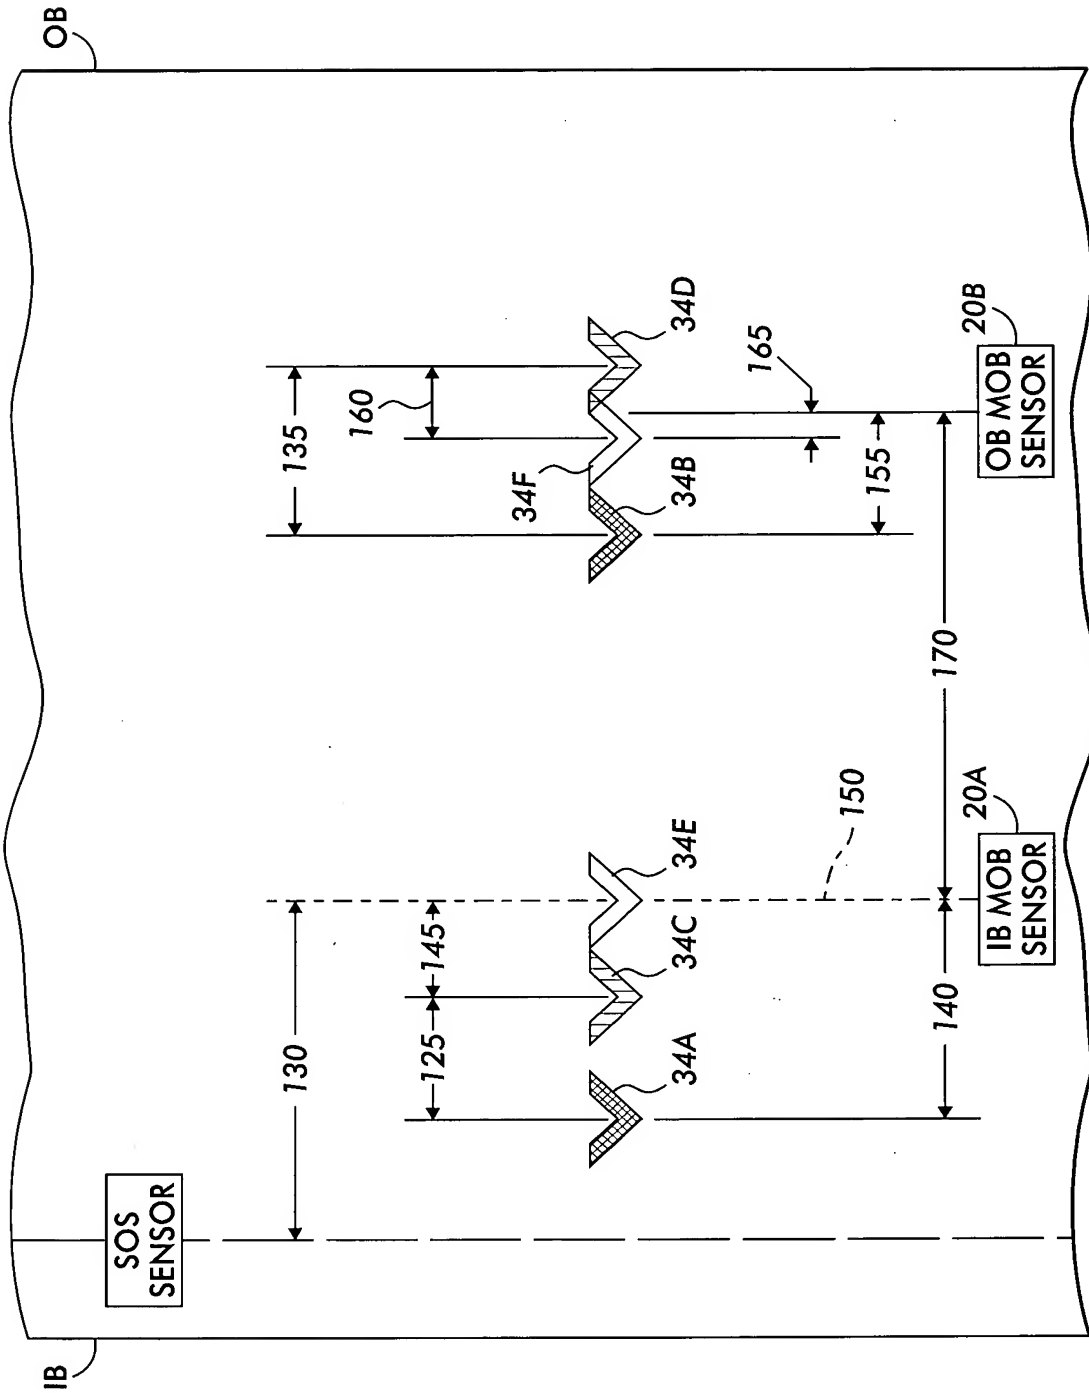 IB
OB
SOS
SENSOR
130
135
160
145
125
34F
34A
34C
34E
34B
34D
165
155
150
140
170
20A
20B
IB MOB
SENSOR
OB MOB
SENSOR